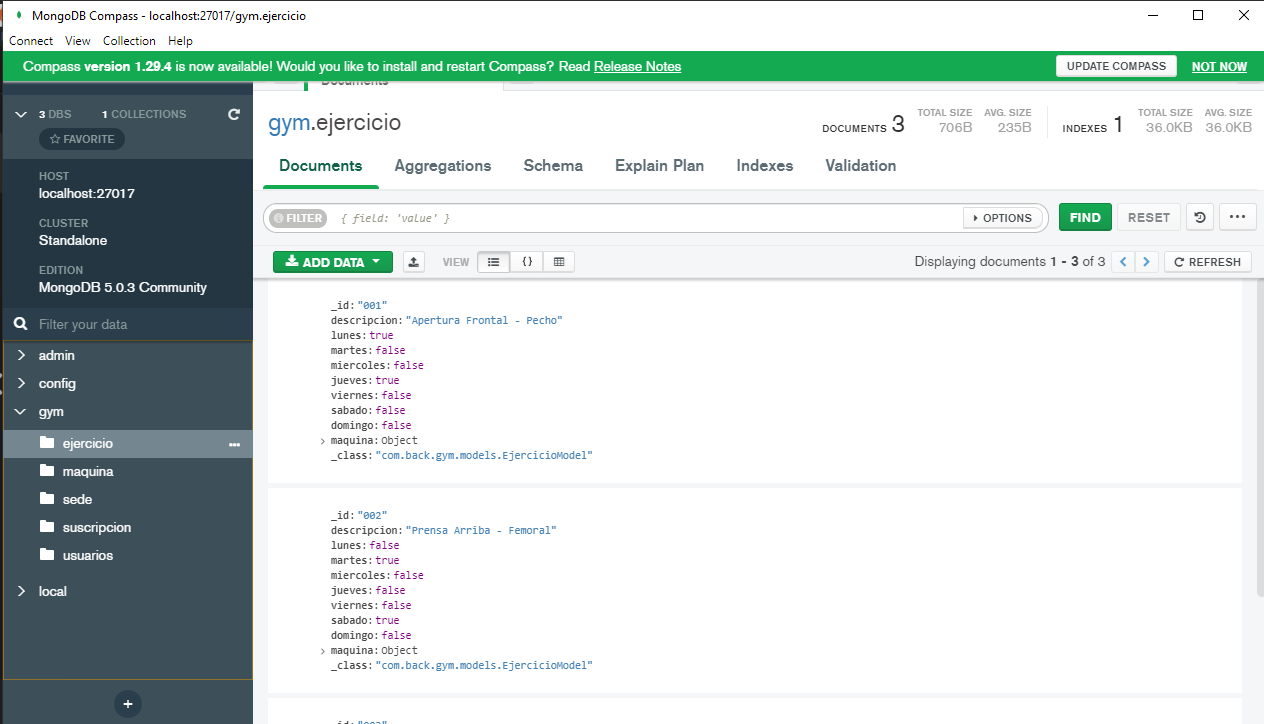 MongoDB Compass - localhost:27017/gym.ejercicio
Connect View Collection Help
Compass version 1.29.4 is now available! Would you like to install and restart Compass? Read Release Notes
UPDATE COMPASS
NOT NOW
3 DBS 1 COLLECTIONS
FAVORITE
HOST
localhost:27017
CLUSTER
Standalone
EDITION
MongoDB 5.0.3 Community
Filter your data
admin
config
gym
ejercicio
maquina
sede
suscripcion
usuarios
local
Documents
gym.ejercicio
DOCUMENTS 3
TOTAL SIZE 706B
AVG. SIZE 235B
INDEXES 1
TOTAL SIZE 36.0KB
AVG. SIZE 36.0KB
Documents Aggregations Schema Explain Plan Indexes Validation
FILTER { field: 'value' } OPTIONS FIND RESET
ADD DATA VIEW {} Displaying documents 1 - 3 of 3 < > REFRESH
_id: "001"
descripcion: "Apertura Frontal - Pecho"
lunes: true
martes: false
miercoles: false
jueves: true
viernes: false
sabado: false
domingo: false
maquina: Object
_class: "com.back.gym.models.EjercicioModel"
_id: "002"
descripcion: "Prensa Arriba - Femoral"
lunes: false
martes: true
miercoles: false
jueves: false
viernes: false
sabado: true
domingo: false
maquina: Object
_class: "com.back.gym.models.EjercicioModel"
_id: "003"